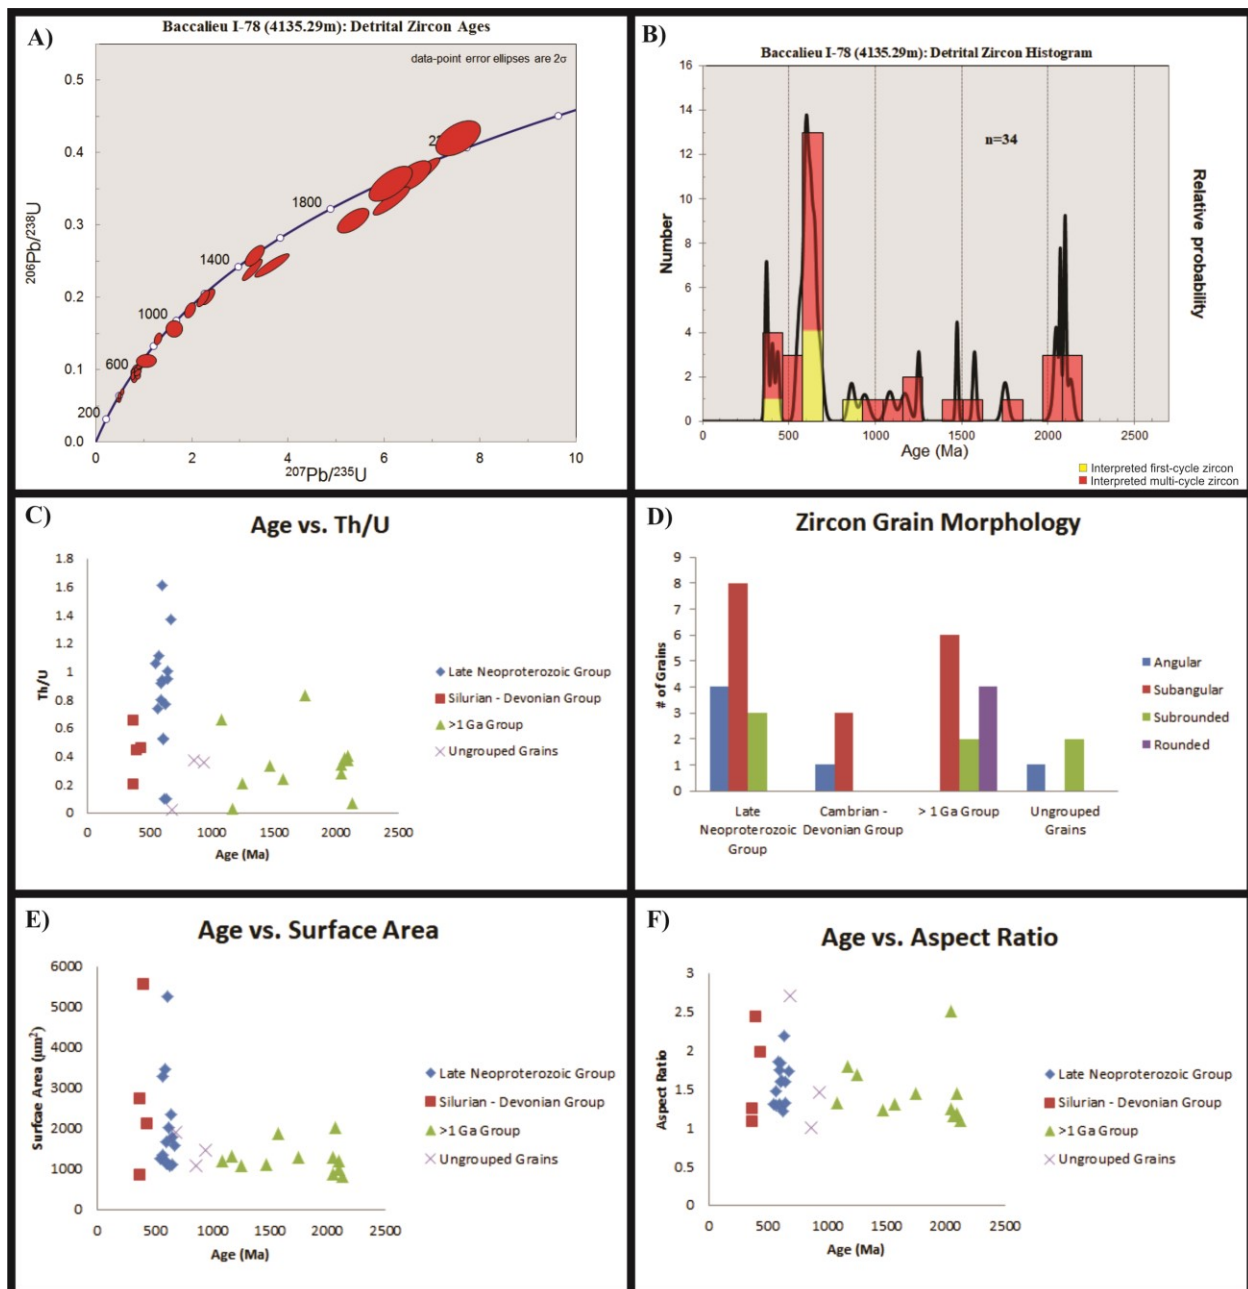 A)
Baccalieu I-78 (4135.29m): Detrital Zircon Ages
data-point error ellipses are 2σ
0.5
0.4
0.3
0.2
0.1
0.0
200
600
1000
1400
1800
0 2 4 6 8 10
206Pb/238U
207Pb/235U
B)
Baccalieu I-78 (4135.29m): Detrital Zircon Histogram
16
14
12
10
8
6
4
2
0
n=34
Number
Relative probability
0 500 1000 1500 2000 2500
Age (Ma)
Interpreted first-cycle zircon
Interpreted multi-cycle zircon
C)
Age vs. Th/U
1.8
1.6
1.4
1.2
1
0.8
0.6
0.4
0.2
0
Th/U
0 500 1000 1500 2000 2500
Age (Ma)
Late Neoproterozoic Group
Silurian - Devonian Group
>1 Ga Group
Ungrouped Grains
D)
Zircon Grain Morphology
9
8
7
6
5
4
3
2
1
0
# of Grains
Late Neoproterozoic Group
Cambrian - Devonian Group
> 1 Ga Group
Ungrouped Grains
Angular
Subangular
Subrounded
Rounded
E)
Age vs. Surface Area
6000
5000
4000
3000
2000
1000
0
Surfcae Area (µm²)
0 500 1000 1500 2000 2500
Age (Ma)
Late Neoproterozoic Group
Silurian - Devonian Group
>1 Ga Group
Ungrouped Grains
F)
Age vs. Aspect Ratio
3
2.5
2
1.5
1
0.5
0
Aspect Ratio
0 500 1000 1500 2000 2500
Age (Ma)
Late Neoproterozoic Group
Silurian - Devonian Group
>1 Ga Group
Ungrouped Grains